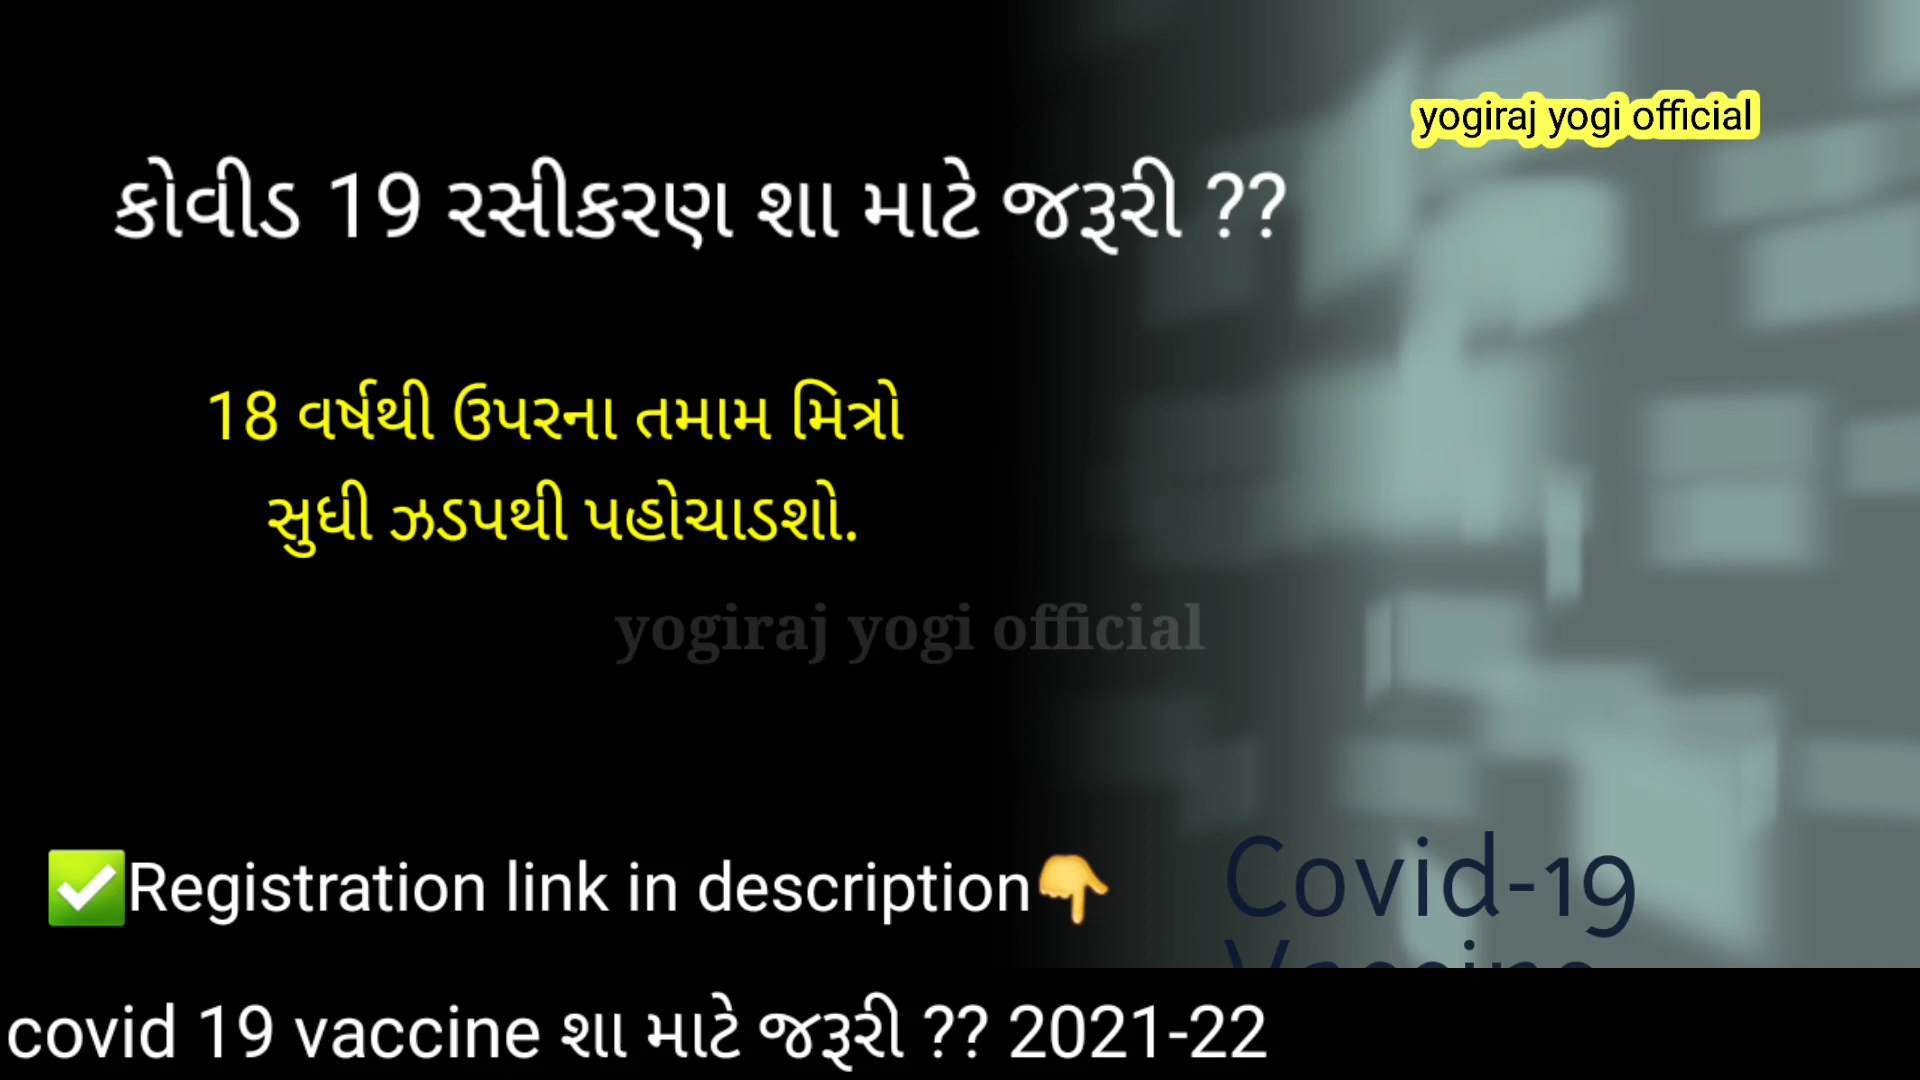 yogiraj yogi official
કોવીડ 19 રસીકરણ શા માટે જરૂરી ??
18 વર્ષથી ઉપરના તમામ મિત્રો
સુધી ઝડપથી પહોચાડશો.
yogiraj yogi official
✅Registration link in description👇
Covid-19
Vaccine
covid 19 vaccine શા માટે જરૂરી ?? 2021-22